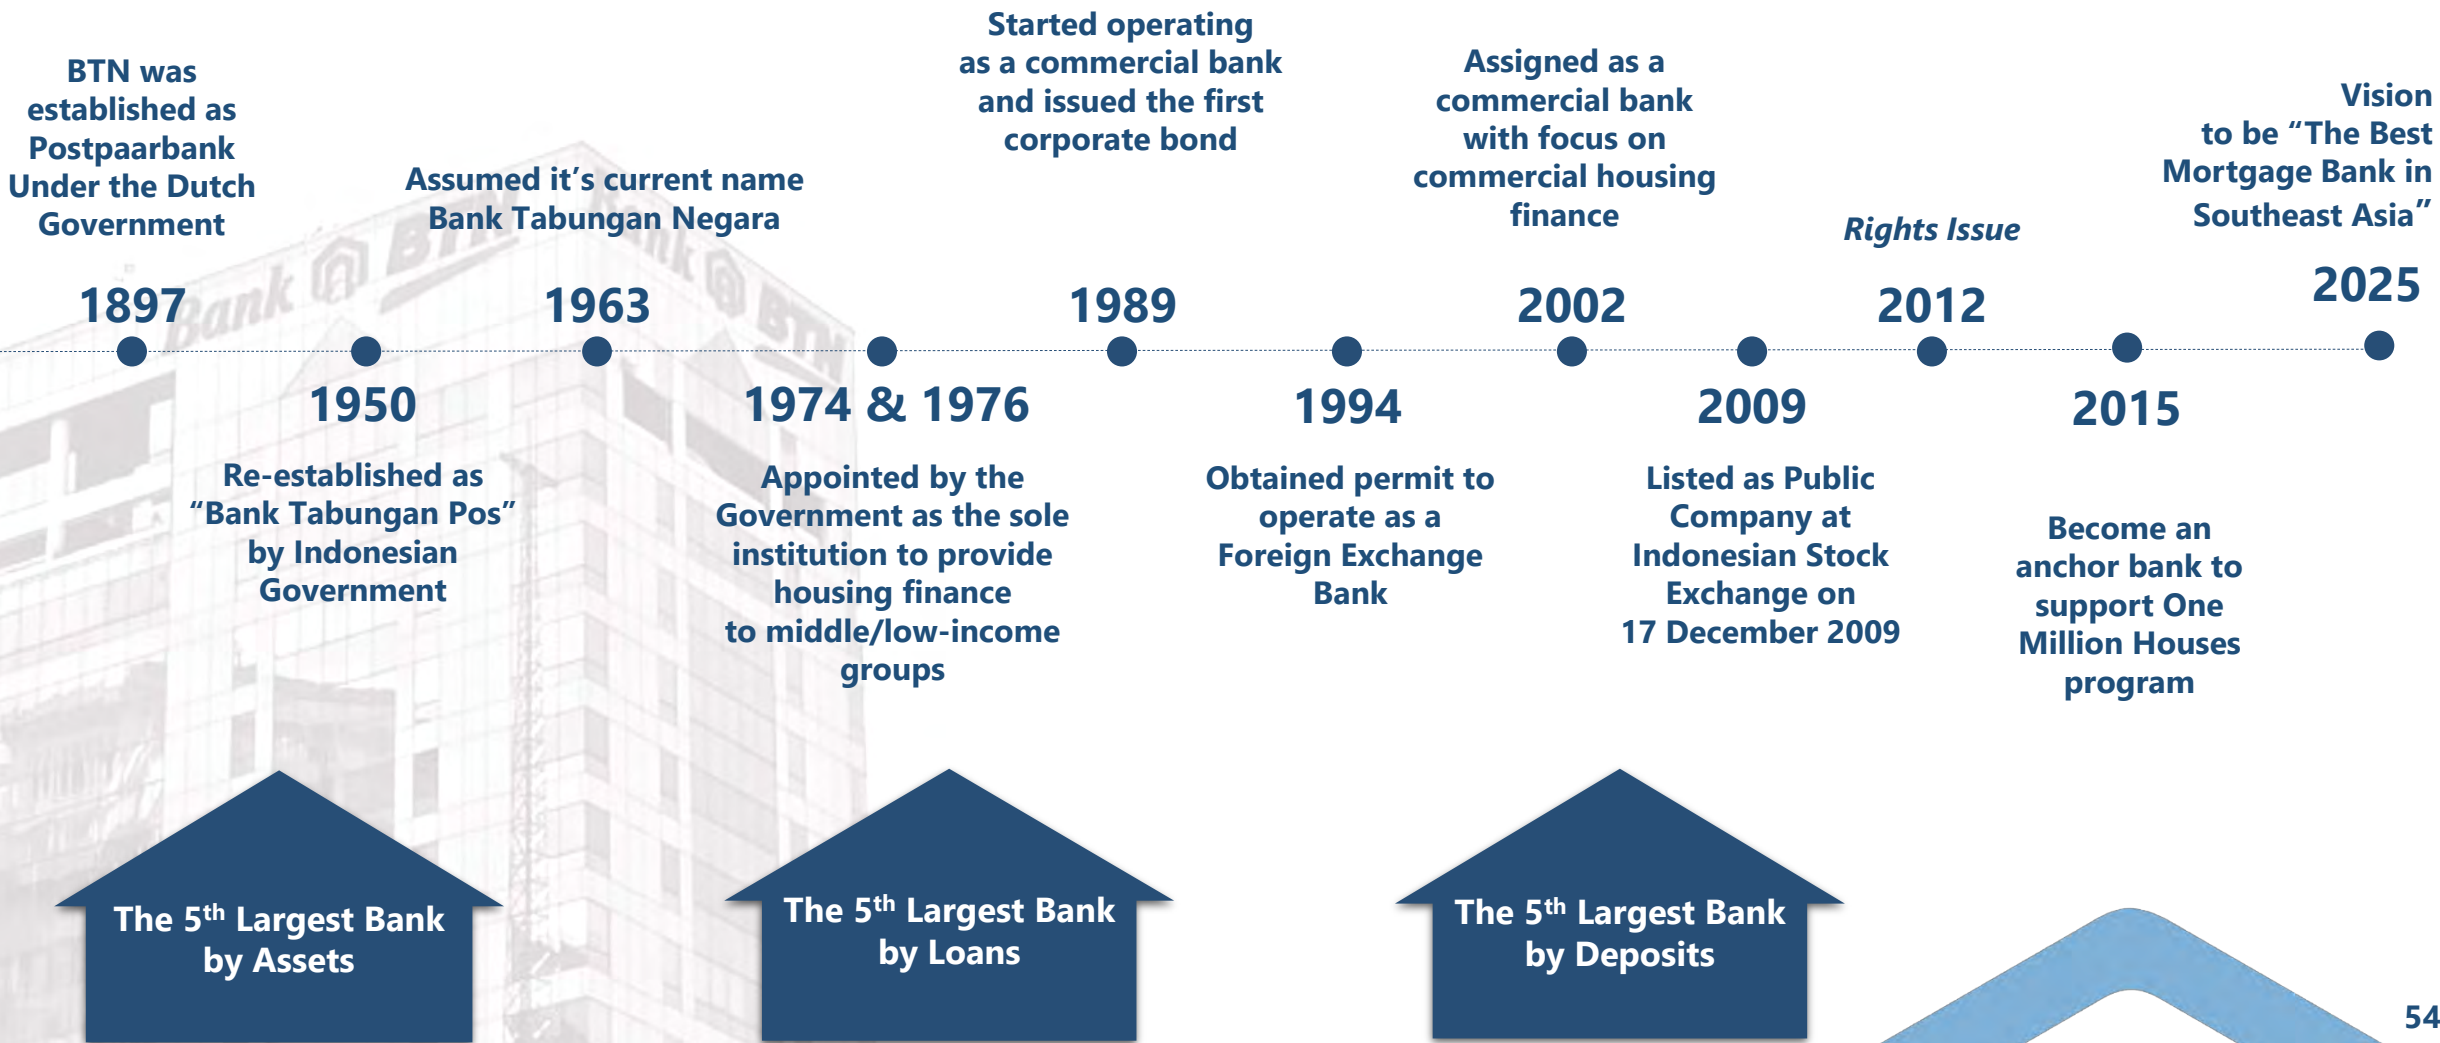 BTN was
established as
Postpaarbank
Under the Dutch
Government
1897
1950
Re-established as
“Bank Tabungan Pos”
by Indonesian
Government
Assumed it’s current name
Bank Tabungan Negara
1963
1974 & 1976
Appointed by the
Government as the sole
institution to provide
housing finance
to middle/low-income
groups
Started operating
as a commercial bank
and issued the first
corporate bond
1989
1994
Obtained permit to
operate as a
Foreign Exchange
Bank
Assigned as a
commercial bank
with focus on
commercial housing
finance
2002
2009
Listed as Public
Company at
Indonesian Stock
Exchange on
17 December 2009
Rights Issue
2012
2015
Become an
anchor bank to
support One
Million Houses
program
Vision
to be “The Best
Mortgage Bank in
Southeast Asia”
2025
Bank BTN
Bank BTN
The 5th Largest Bank
by Assets
The 5th Largest Bank
by Loans
The 5th Largest Bank
by Deposits
54